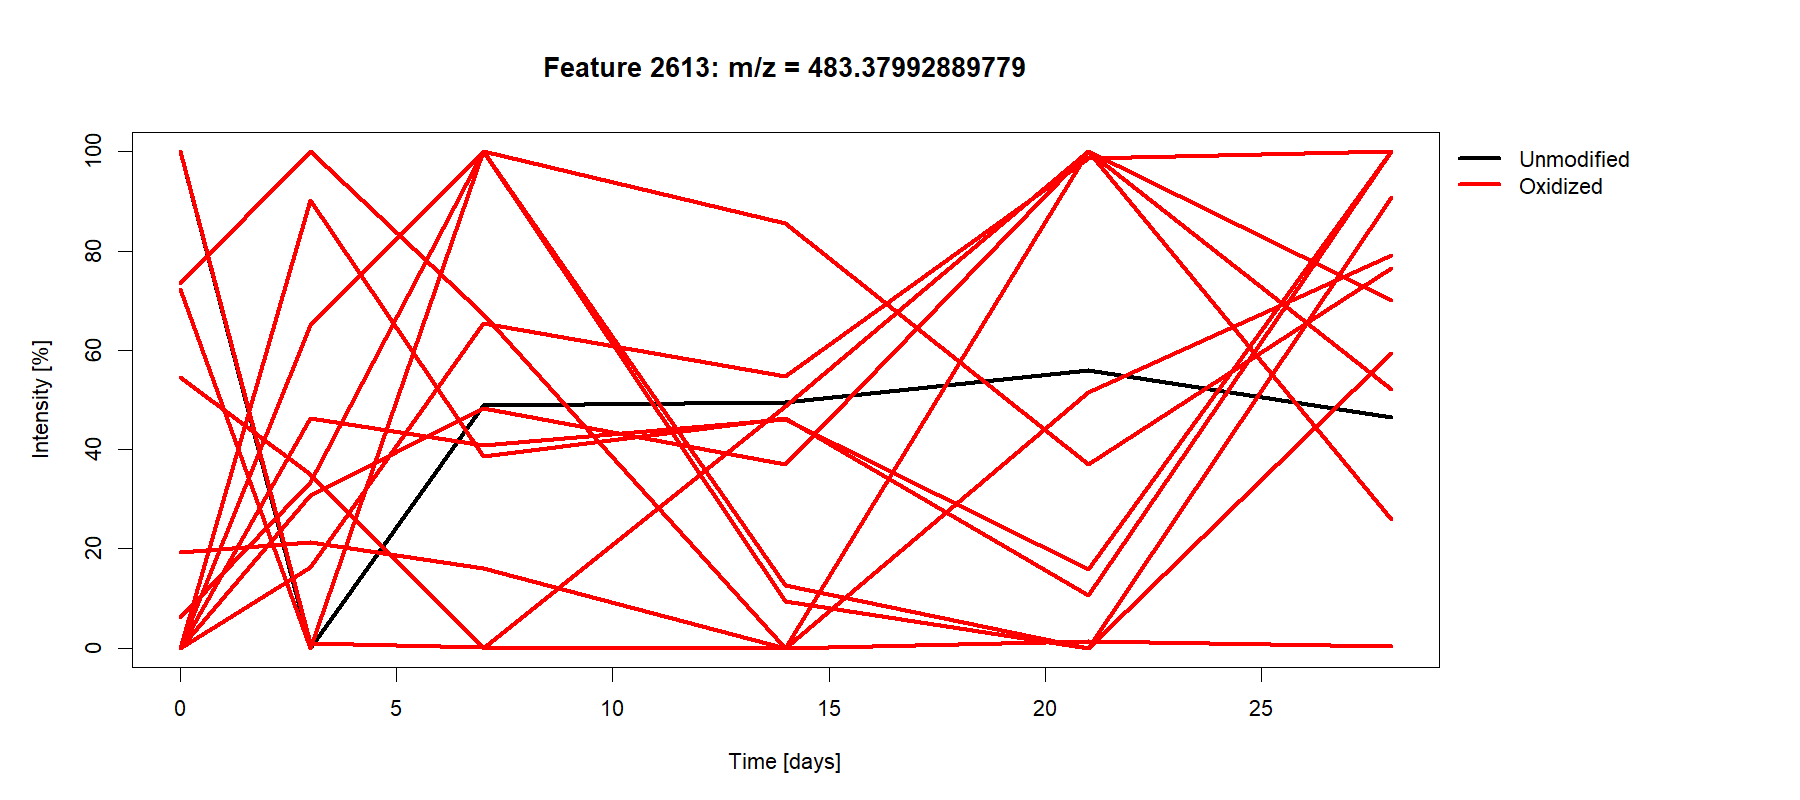 Feature 2613: m/z = 483.37992889779
Unmodified
Oxidized
Intensity [%]
100
80
60
40
20
0
0 5 10 15 20 25
Time [days]